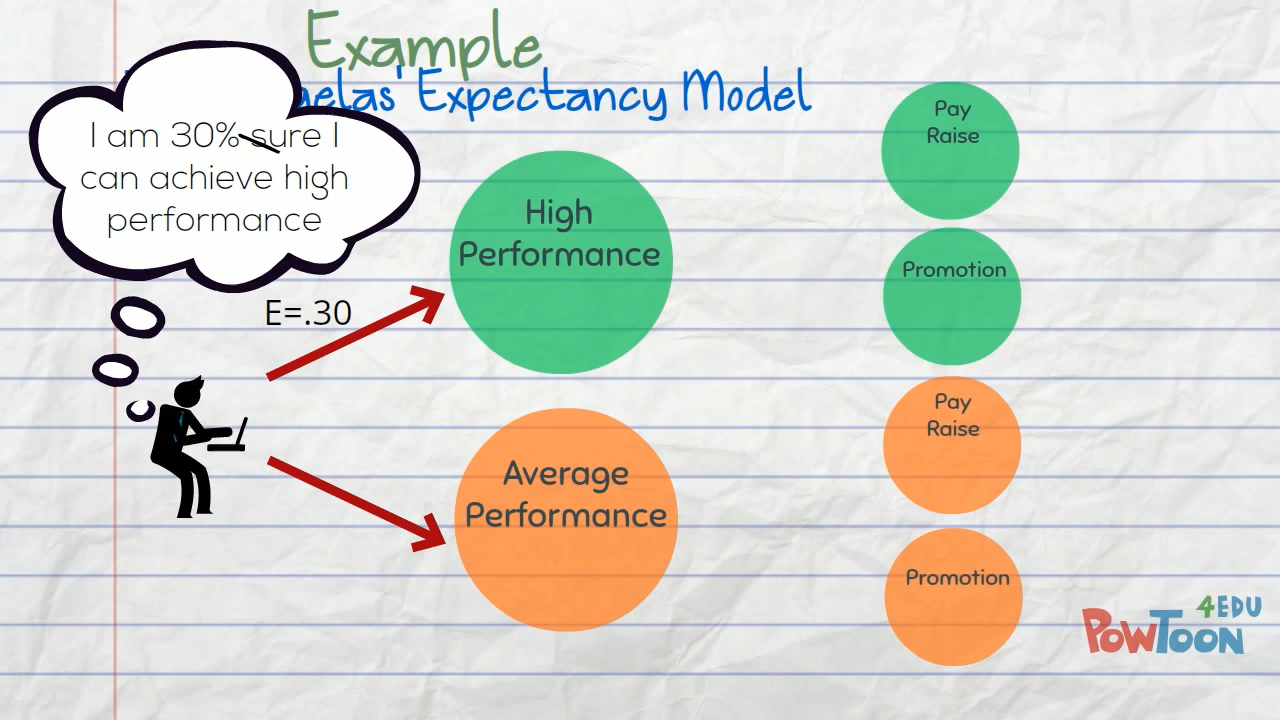 Example
Expectancy Model
I am 30% sure I
can achieve high
performance
E=.30
High
Performance
Average
Performance
Pay
Raise
Promotion
Pay
Raise
Promotion
4EDU
POWTOON